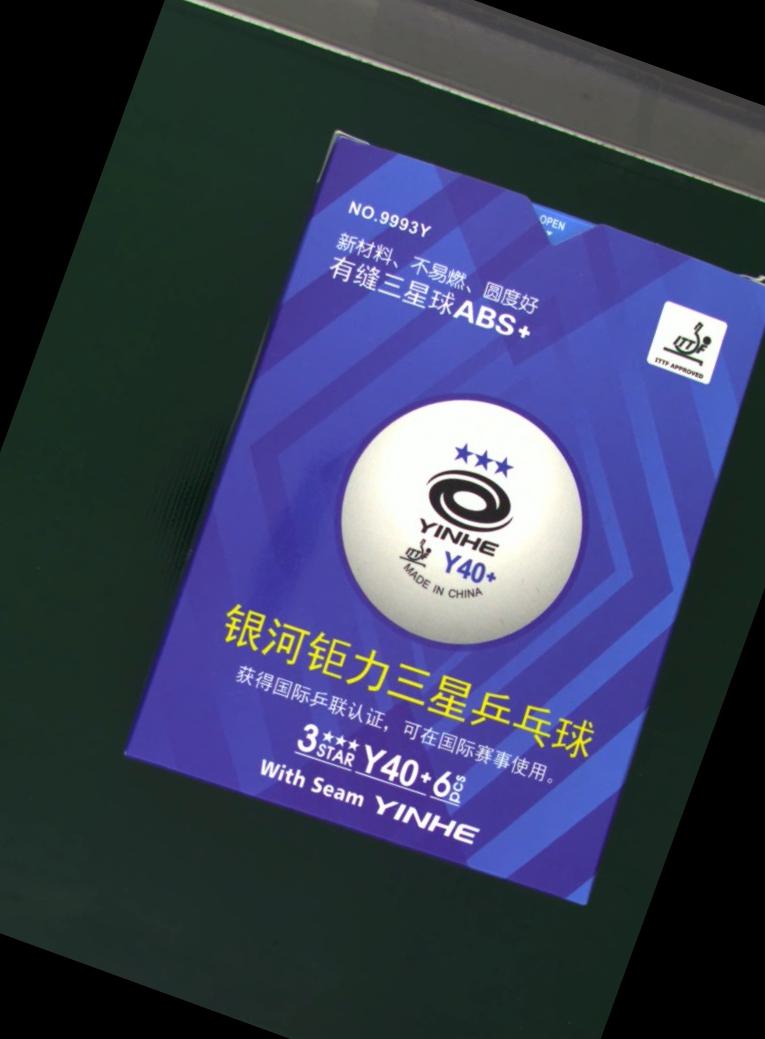 OPEN
NO.9993Y
新材料、不易燃、圆度好
有缝三星球ABS+
ITTF
ITTF APPROVED
YINHE
ITTF Y40+
MADE IN CHINA
银河钜力三星乒乓球
获得国际乒联认证，可在国际赛事使用。
3 STAR Y40+ 6pcs
With Seam YINHE